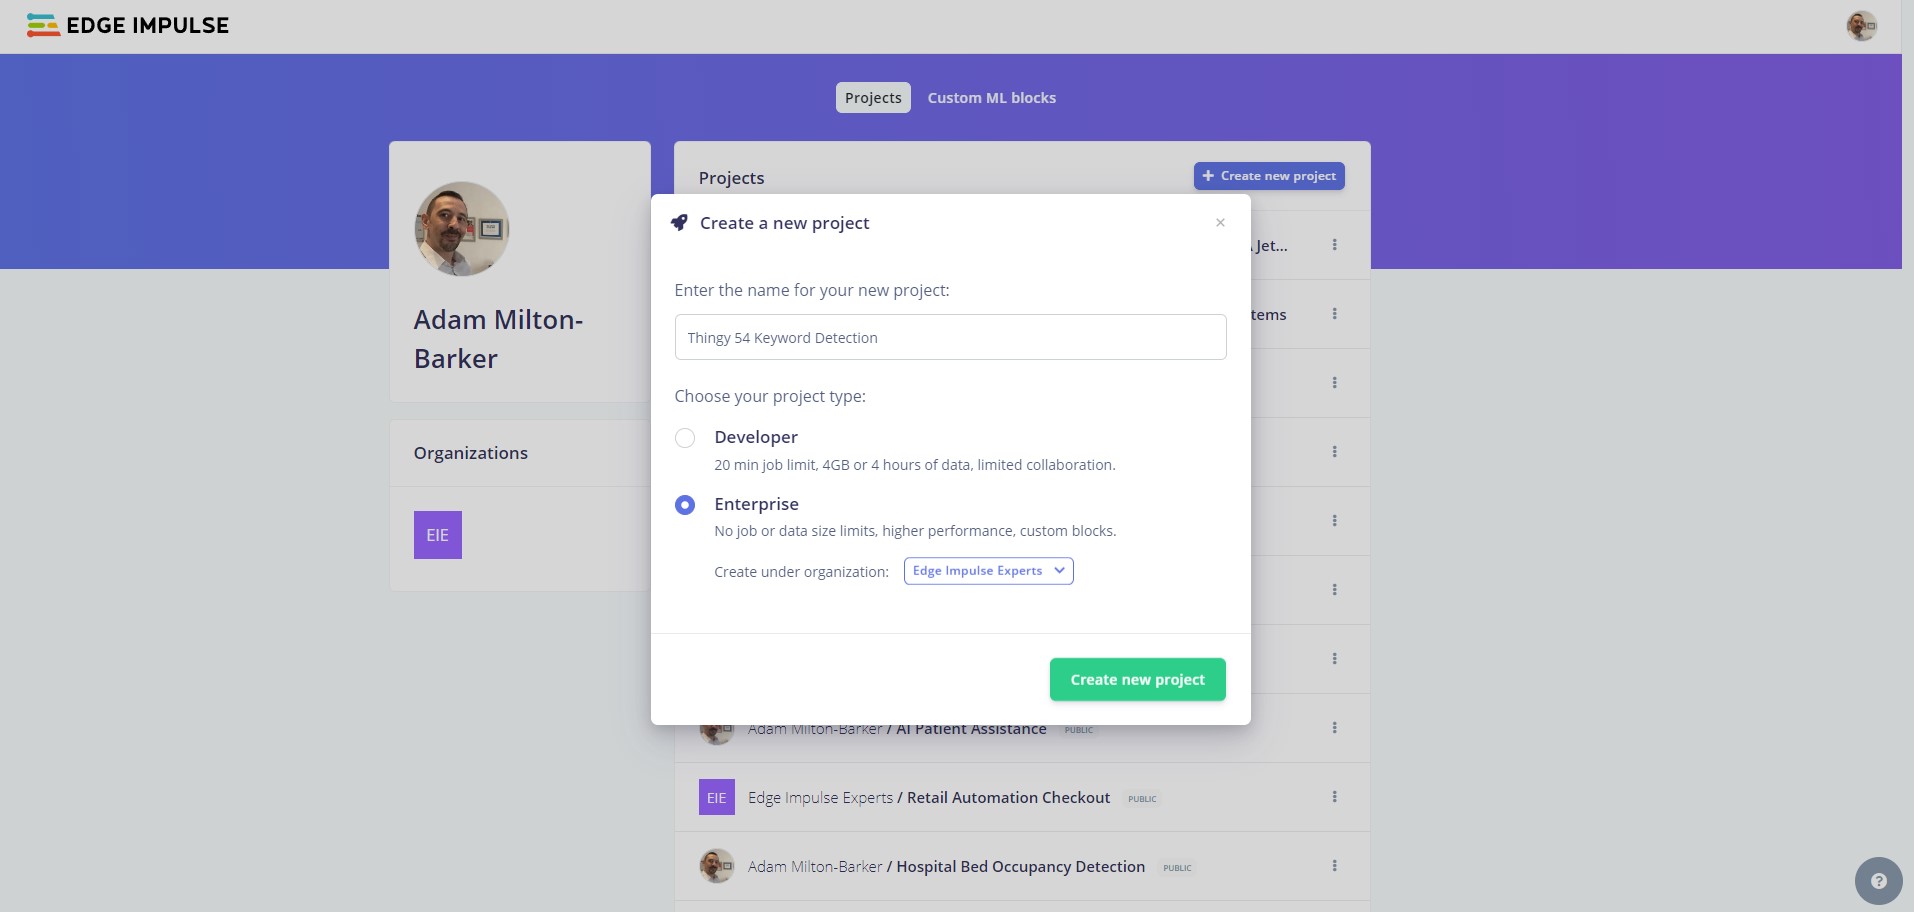 EDGE IMPULSE
Projects
Custom ML blocks
Adam Milton-
Barker
Organizations
EIE
Projects
+ Create new project
Jet...
tems
Create a new project
×
Enter the name for your new project:
Thingy 54 Keyword Detection
Choose your project type:
Developer
20 min job limit, 4GB or 4 hours of data, limited collaboration.
Enterprise
No job or data size limits, higher performance, custom blocks.
Create under organization: Edge Impulse Experts
Create new project
Adam Milton-Barker / AI Patient Assistance PUBLIC
EIE Edge Impulse Experts / Retail Automation Checkout PUBLIC
Adam Milton-Barker / Hospital Bed Occupancy Detection PUBLIC
?